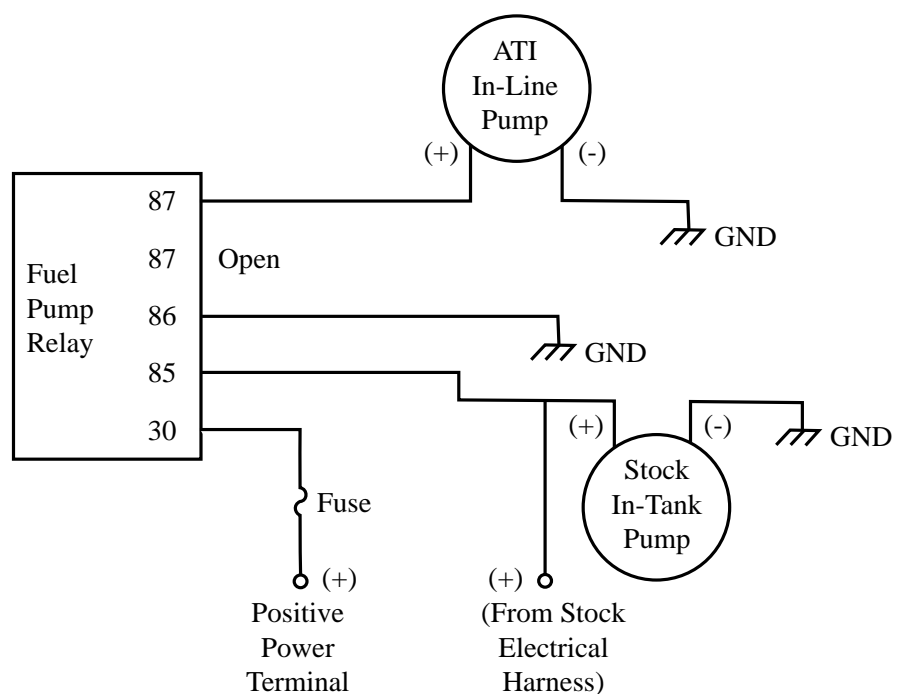 ATI
In-Line
Pump
(+)
(-)
GND
Fuel
Pump
Relay
87
87
Open
86
GND
85
30
(+)
(-)
GND
Stock
In-Tank
Pump
Fuse
(+)
Positive
Power
Terminal
(+)
(From Stock
Electrical
Harness)